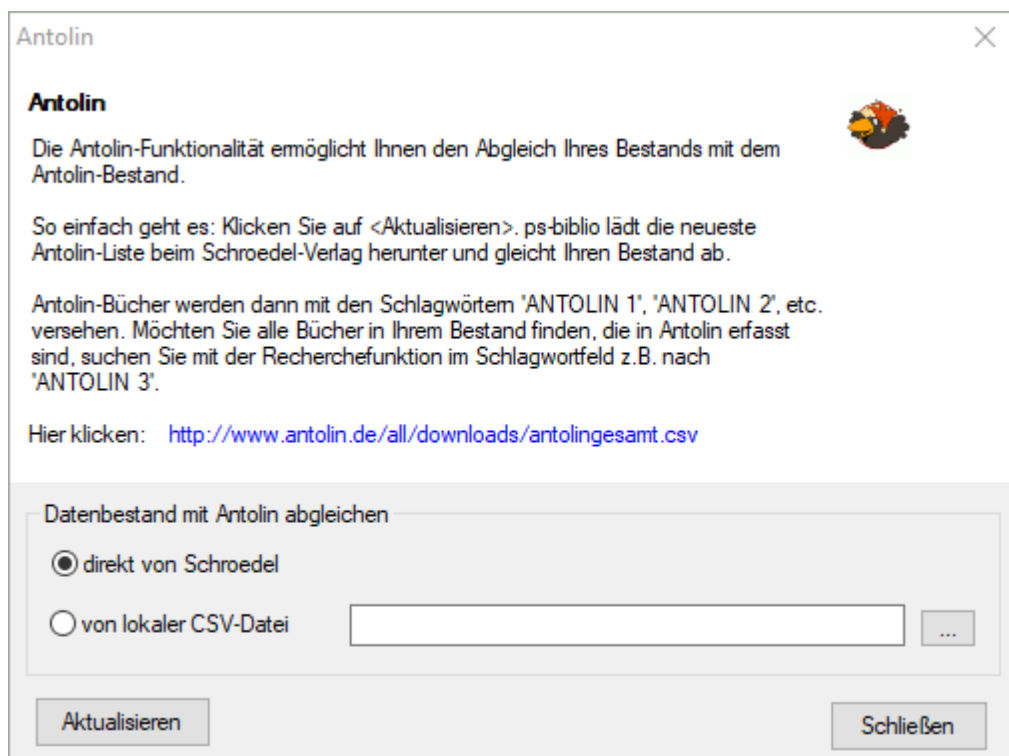 Antolin
Antolin
Die Antolin-Funktionalität ermöglicht Ihnen den Abgleich Ihres Bestands mit dem
Antolin-Bestand.
So einfach geht es: Klicken Sie auf <Aktualisieren>. ps-biblio lädt die neueste
Antolin-Liste beim Schroedel-Verlag herunter und gleicht Ihren Bestand ab.
Antolin-Bücher werden dann mit den Schlagwörtern 'ANTOLIN 1', 'ANTOLIN 2', etc.
versehen. Möchten Sie alle Bücher in Ihrem Bestand finden, die in Antolin erfasst
sind, suchen Sie mit der Recherchefunktion im Schlagwortfeld z.B. nach
'ANTOLIN 3'.
Hier klicken: http://www.antolin.de/all/downloads/antolingesamt.csv
Datenbestand mit Antolin abgleichen
direkt von Schroedel
von lokaler CSV-Datei ...
Aktualisieren Schließen